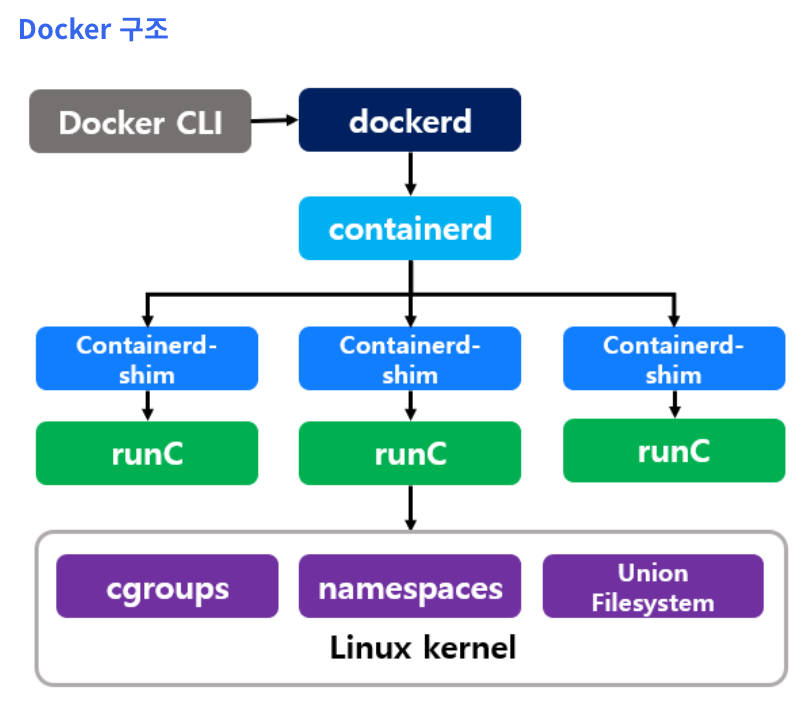 Docker 구조
Docker CLI
dockerd
containerd
Containerd-
shim
Containerd-
shim
Containerd-
shim
runC
runC
runC
cgroups
namespaces
Union
Filesystem
Linux kernel